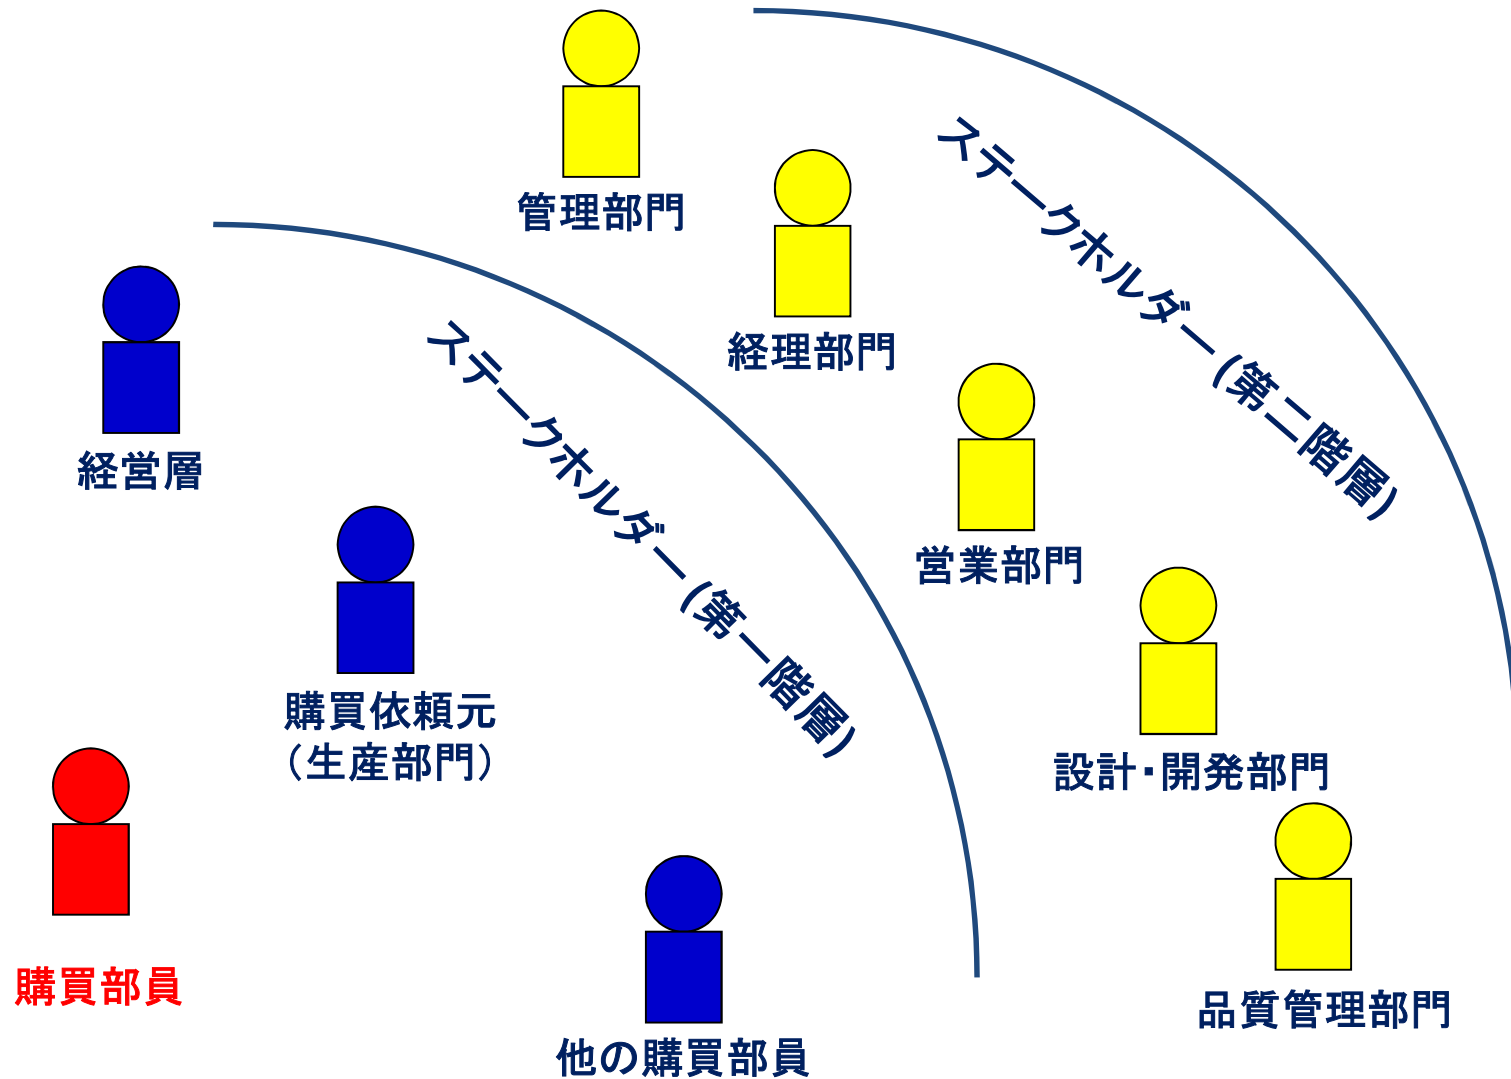 管理部門
ステークホルダー(第二階層)
経理部門
ステークホルダー(第一階層)
経営層
営業部門
購買依頼元
（生産部門）
設計・開発部門
購買部員
品質管理部門
他の購買部員